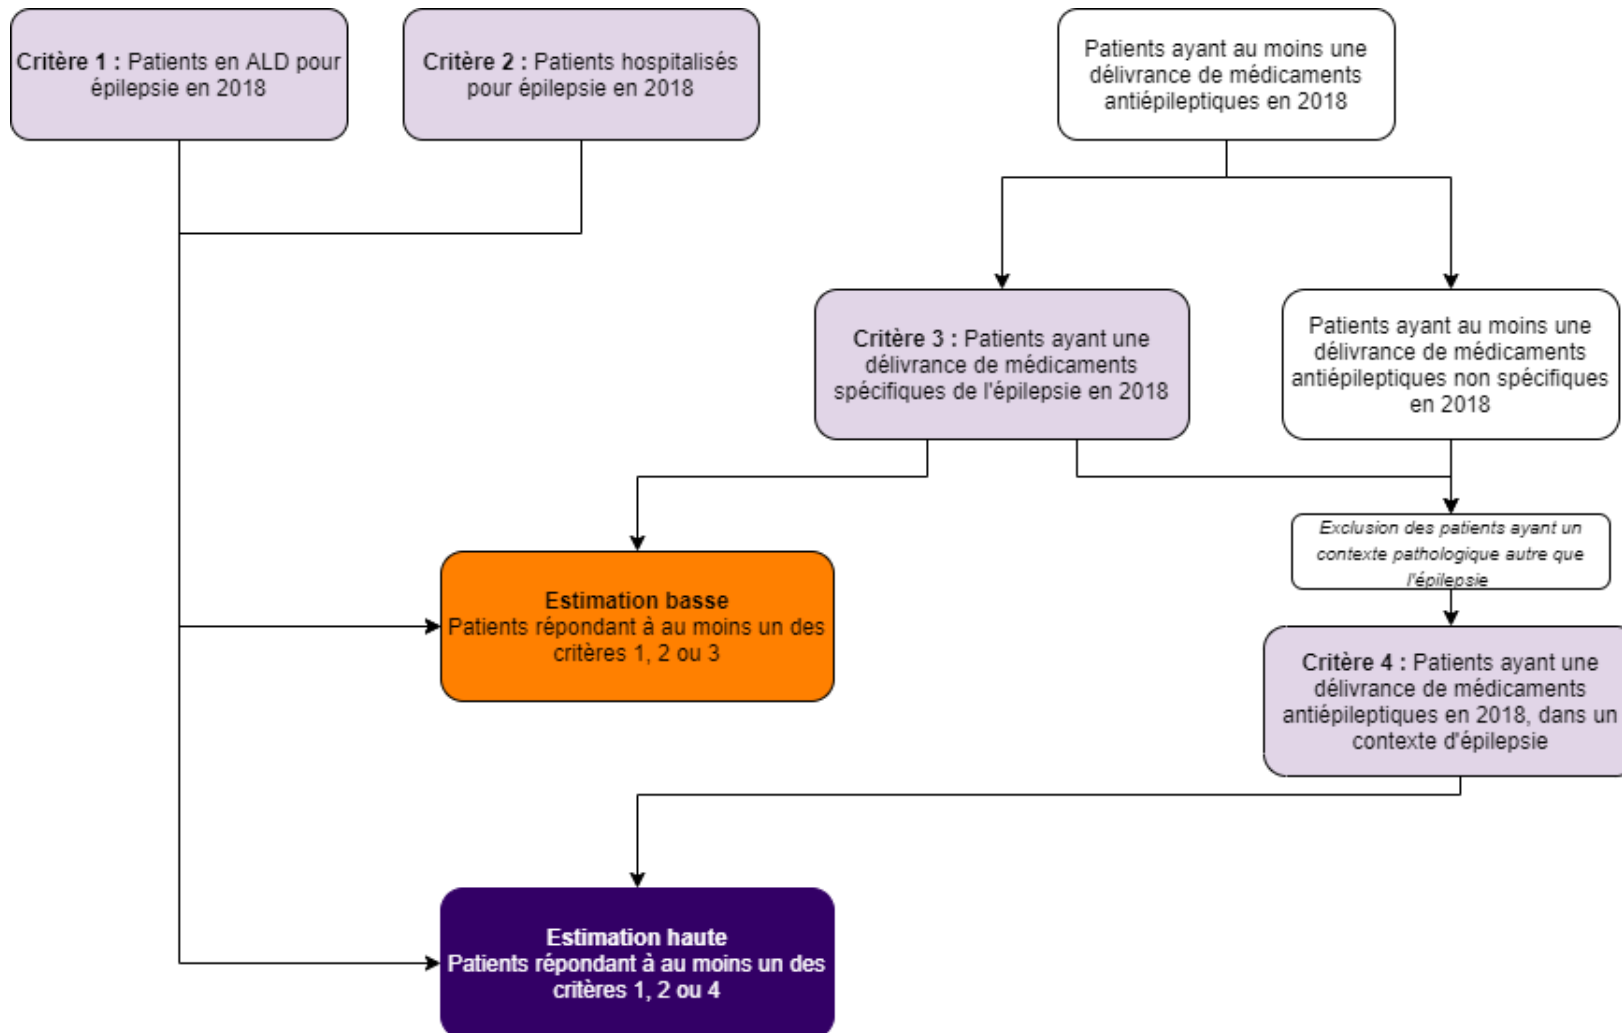 Critère 1 : Patients en ALD pour
épilepsie en 2018
Critère 2 : Patients hospitalisés
pour épilepsie en 2018
Patients ayant au moins une
délivrance de médicaments
antiépileptiques en 2018
Critère 3 : Patients ayant une
délivrance de médicaments
spécifiques de l'épilepsie en 2018
Patients ayant au moins une
délivrance de médicaments
antiépileptiques non spécifiques
en 2018
Exclusion des patients ayant un
contexte pathologique autre que
l'épilepsie
Estimation basse
Patients répondant à au moins un des
critères 1, 2 ou 3
Critère 4 : Patients ayant une
délivrance de médicaments
antiépileptiques en 2018, dans un
contexte d'épilepsie
Estimation haute
Patients répondant à au moins un des
critères 1, 2 ou 4